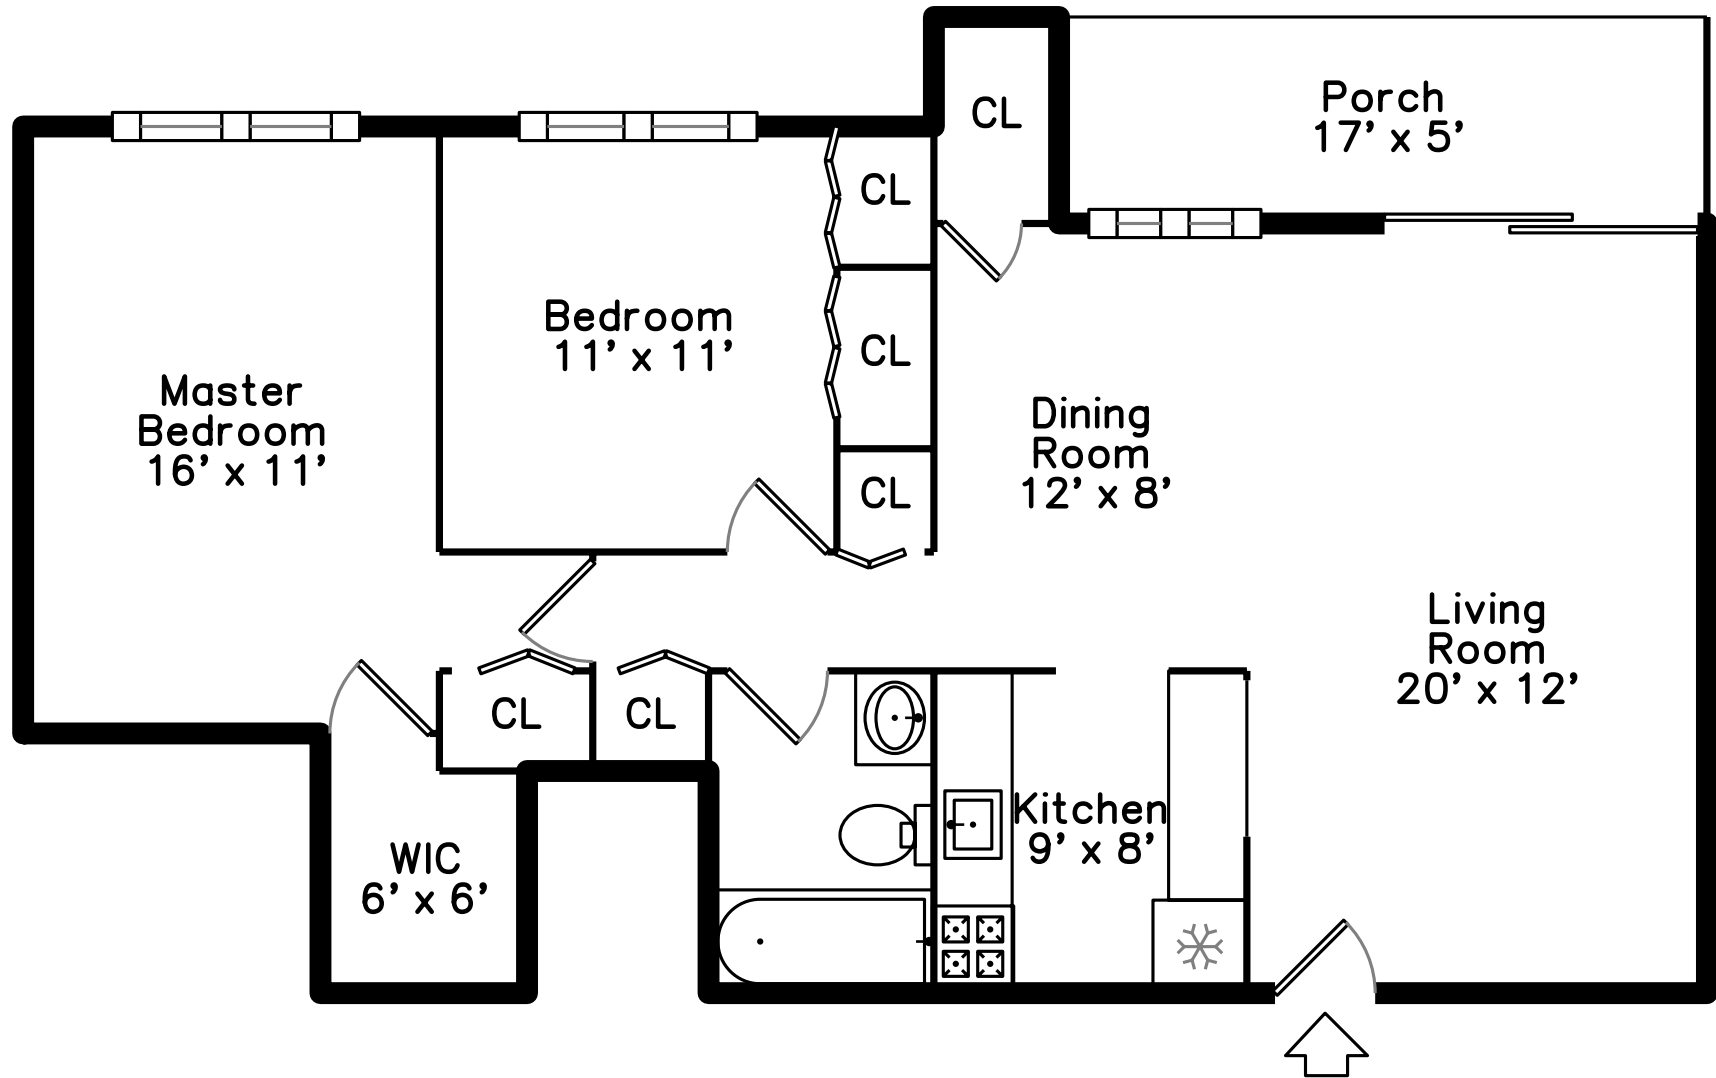 CL
Porch
17' x 5'
CL
Bedroom
11' x 11'
CL
Master
Bedroom
16' x 11'
Dining
Room
12' x 8'
CL
Living
Room
20' x 12'
CL
CL
Kitchen
9' x 8'
WIC
6' x 6'